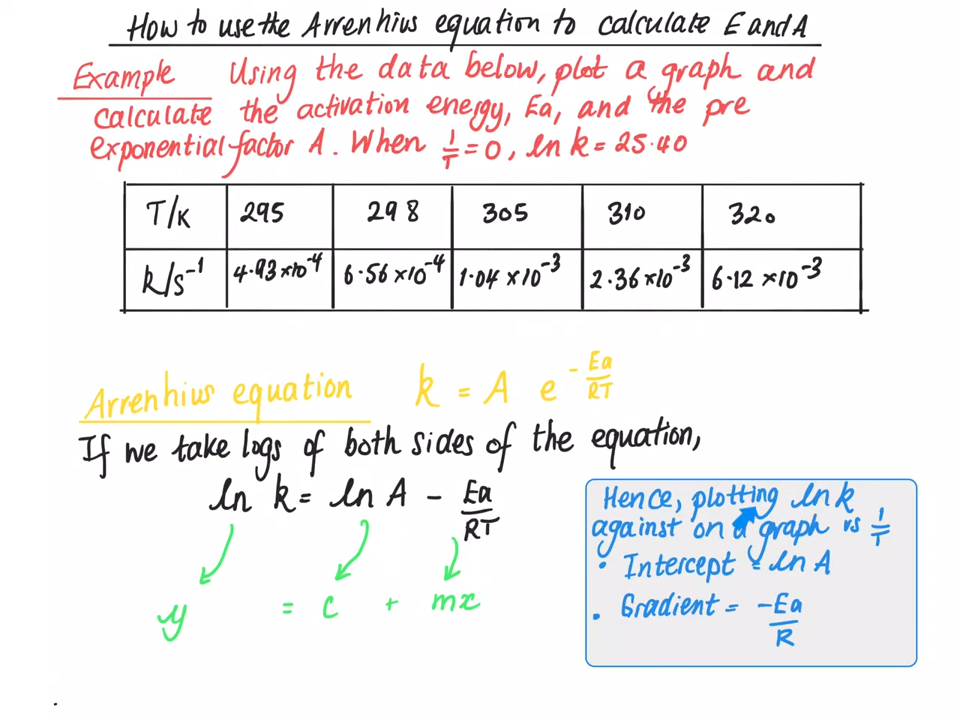 How to use the Arrenhius equation to calculate E and A
Example Using the data below, plot a graph and
calculate the activation energy, Ea, and the pre
exponential factor A. When 1/T = 0, ln k = 25.40
T/K 295 298 305 310 320
k/s⁻¹ 4.93 ×10⁻⁴ 6.56 ×10⁻⁴ 1.04 ×10⁻³ 2.36 ×10⁻³ 6.12 ×10⁻³
Arrenhius equation k = A e^(-Ea/RT)
If we take logs of both sides of the equation,
ln k = ln A - Ea/RT
y = c + mx
Hence, plotting ln k
against on a graph vs 1/T
• Intercept = ln A
• Gradient = -Ea/R